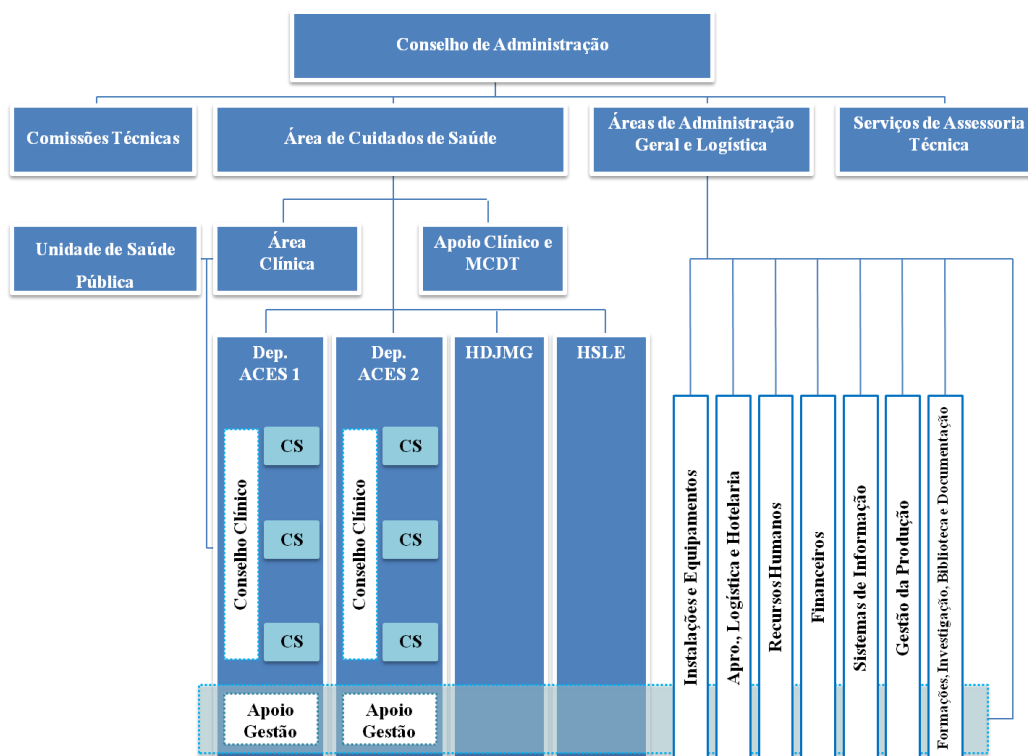 Conselho de Administração
Comissões Técnicas
Área de Cuidados de Saúde
Áreas de Administração
Geral e Logística
Serviços de Assessoria
Técnica
Unidade de Saúde
Pública
Área
Clínica
Apoio Clínico e
MCDT
Dep.
ACES 1
Dep.
ACES 2
HDJMG
HSLE
Conselho Clínico
CS
CS
CS
Conselho Clínico
CS
CS
CS
Apoio
Gestão
Apoio
Gestão
Instalações e Equipamentos
Apro., Logística e Hotelaria
Recursos Humanos
Financeiros
Sistemas de Informação
Gestão da Produção
Formações, Investigação, Biblioteca e Documentação